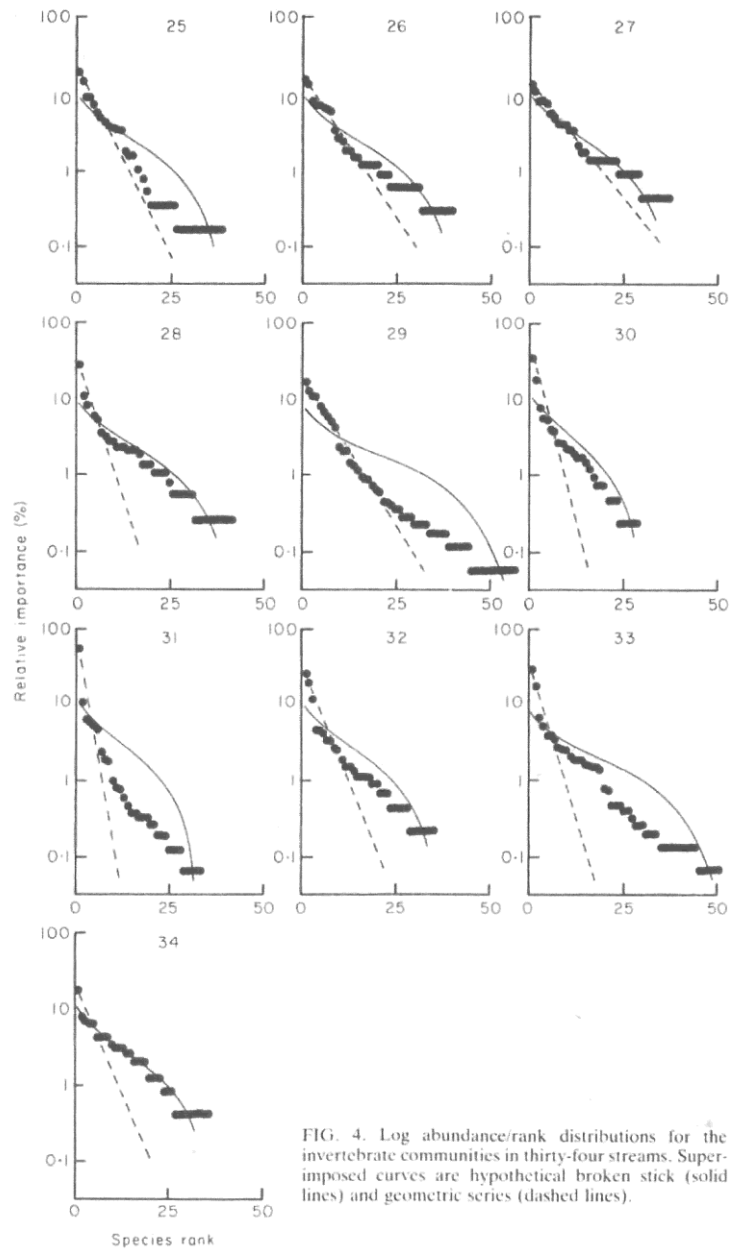 100 100 100
25 26 27
10 10 10
1 1 1
0·1 0·1 0·1
0 25 50 0 25 50 0 25 50
100 100 100
28 29 30
10 10 10
1 1 1
0·1 0·1 0·1
0 25 50 0 25 50 0 25 50
Relative importance (%)
100 100 100
31 32 33
10 10 10
1 1 1
0·1 0·1 0·1
0 25 50 0 25 50 0 25 50
100
34
10
1
0·1
0 25 50
Species rank
FIG. 4. Log abundance/rank distributions for the
invertebrate communities in thirty-four streams. Super-
imposed curves are hypothetical broken stick (solid
lines) and geometric series (dashed lines).